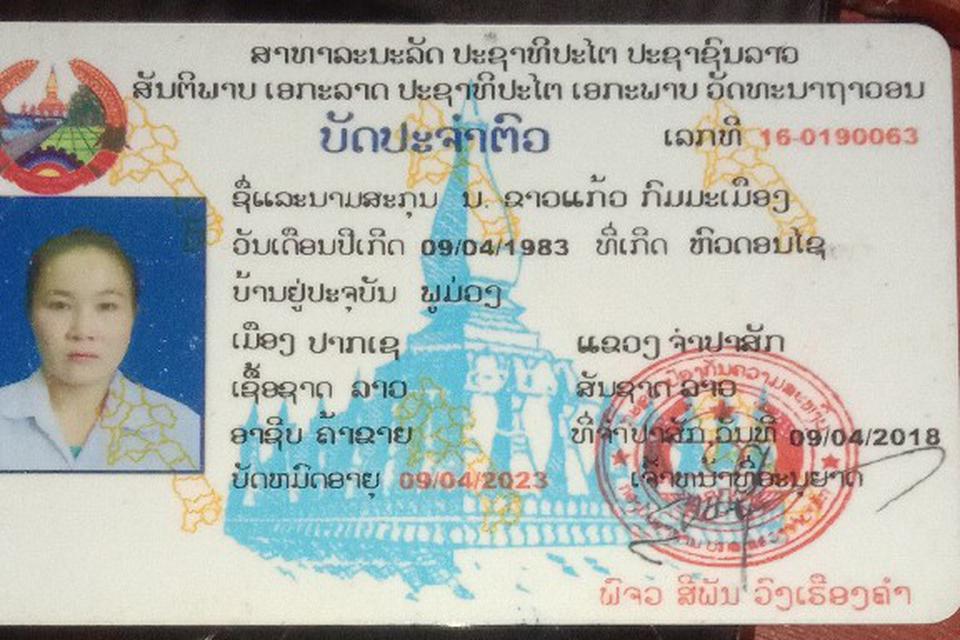 ສາທາລະນະລັດ ປະຊາທິປະໄຕ ປະຊາຊົນລາວ
ສັນຕິພາບ ເອກະລາດ ປະຊາທິປະໄຕ ເອກະພາບ ວັດທະນາຖາວອນ
ບັດປະຈຳຕົວ ເລກທີ 16-0190063
ຊື່ແລະນາມສະກຸນ ນ. ຂາວແກ້ວ ກົມມະເມືອງ
ວັນເດືອນປີເກີດ 09/04/1983 ທີ່ເກີດ ຫົວດອນໄຊ
ບ້ານຢູ່ປະຈຸບັນ ພູມ່ວງ
ເມືອງ ປາກເຊ ແຂວງ ຈຳປາສັກ
ເຊື້ອຊາດ ລາວ ສັນຊາດ ລາວ
ອາຊີບ ຄ້າຂາຍ ທີ່ຈຳປາສັກ,ວັນທີ 09/04/2018
ບັດຫມົດອາຍຸ 09/04/2023 ເຈົ້າຫນ້າທີ່ອະນຸຍາດ
ພົຈວ ສີພັນ ວົງເຮືອງຄຳ